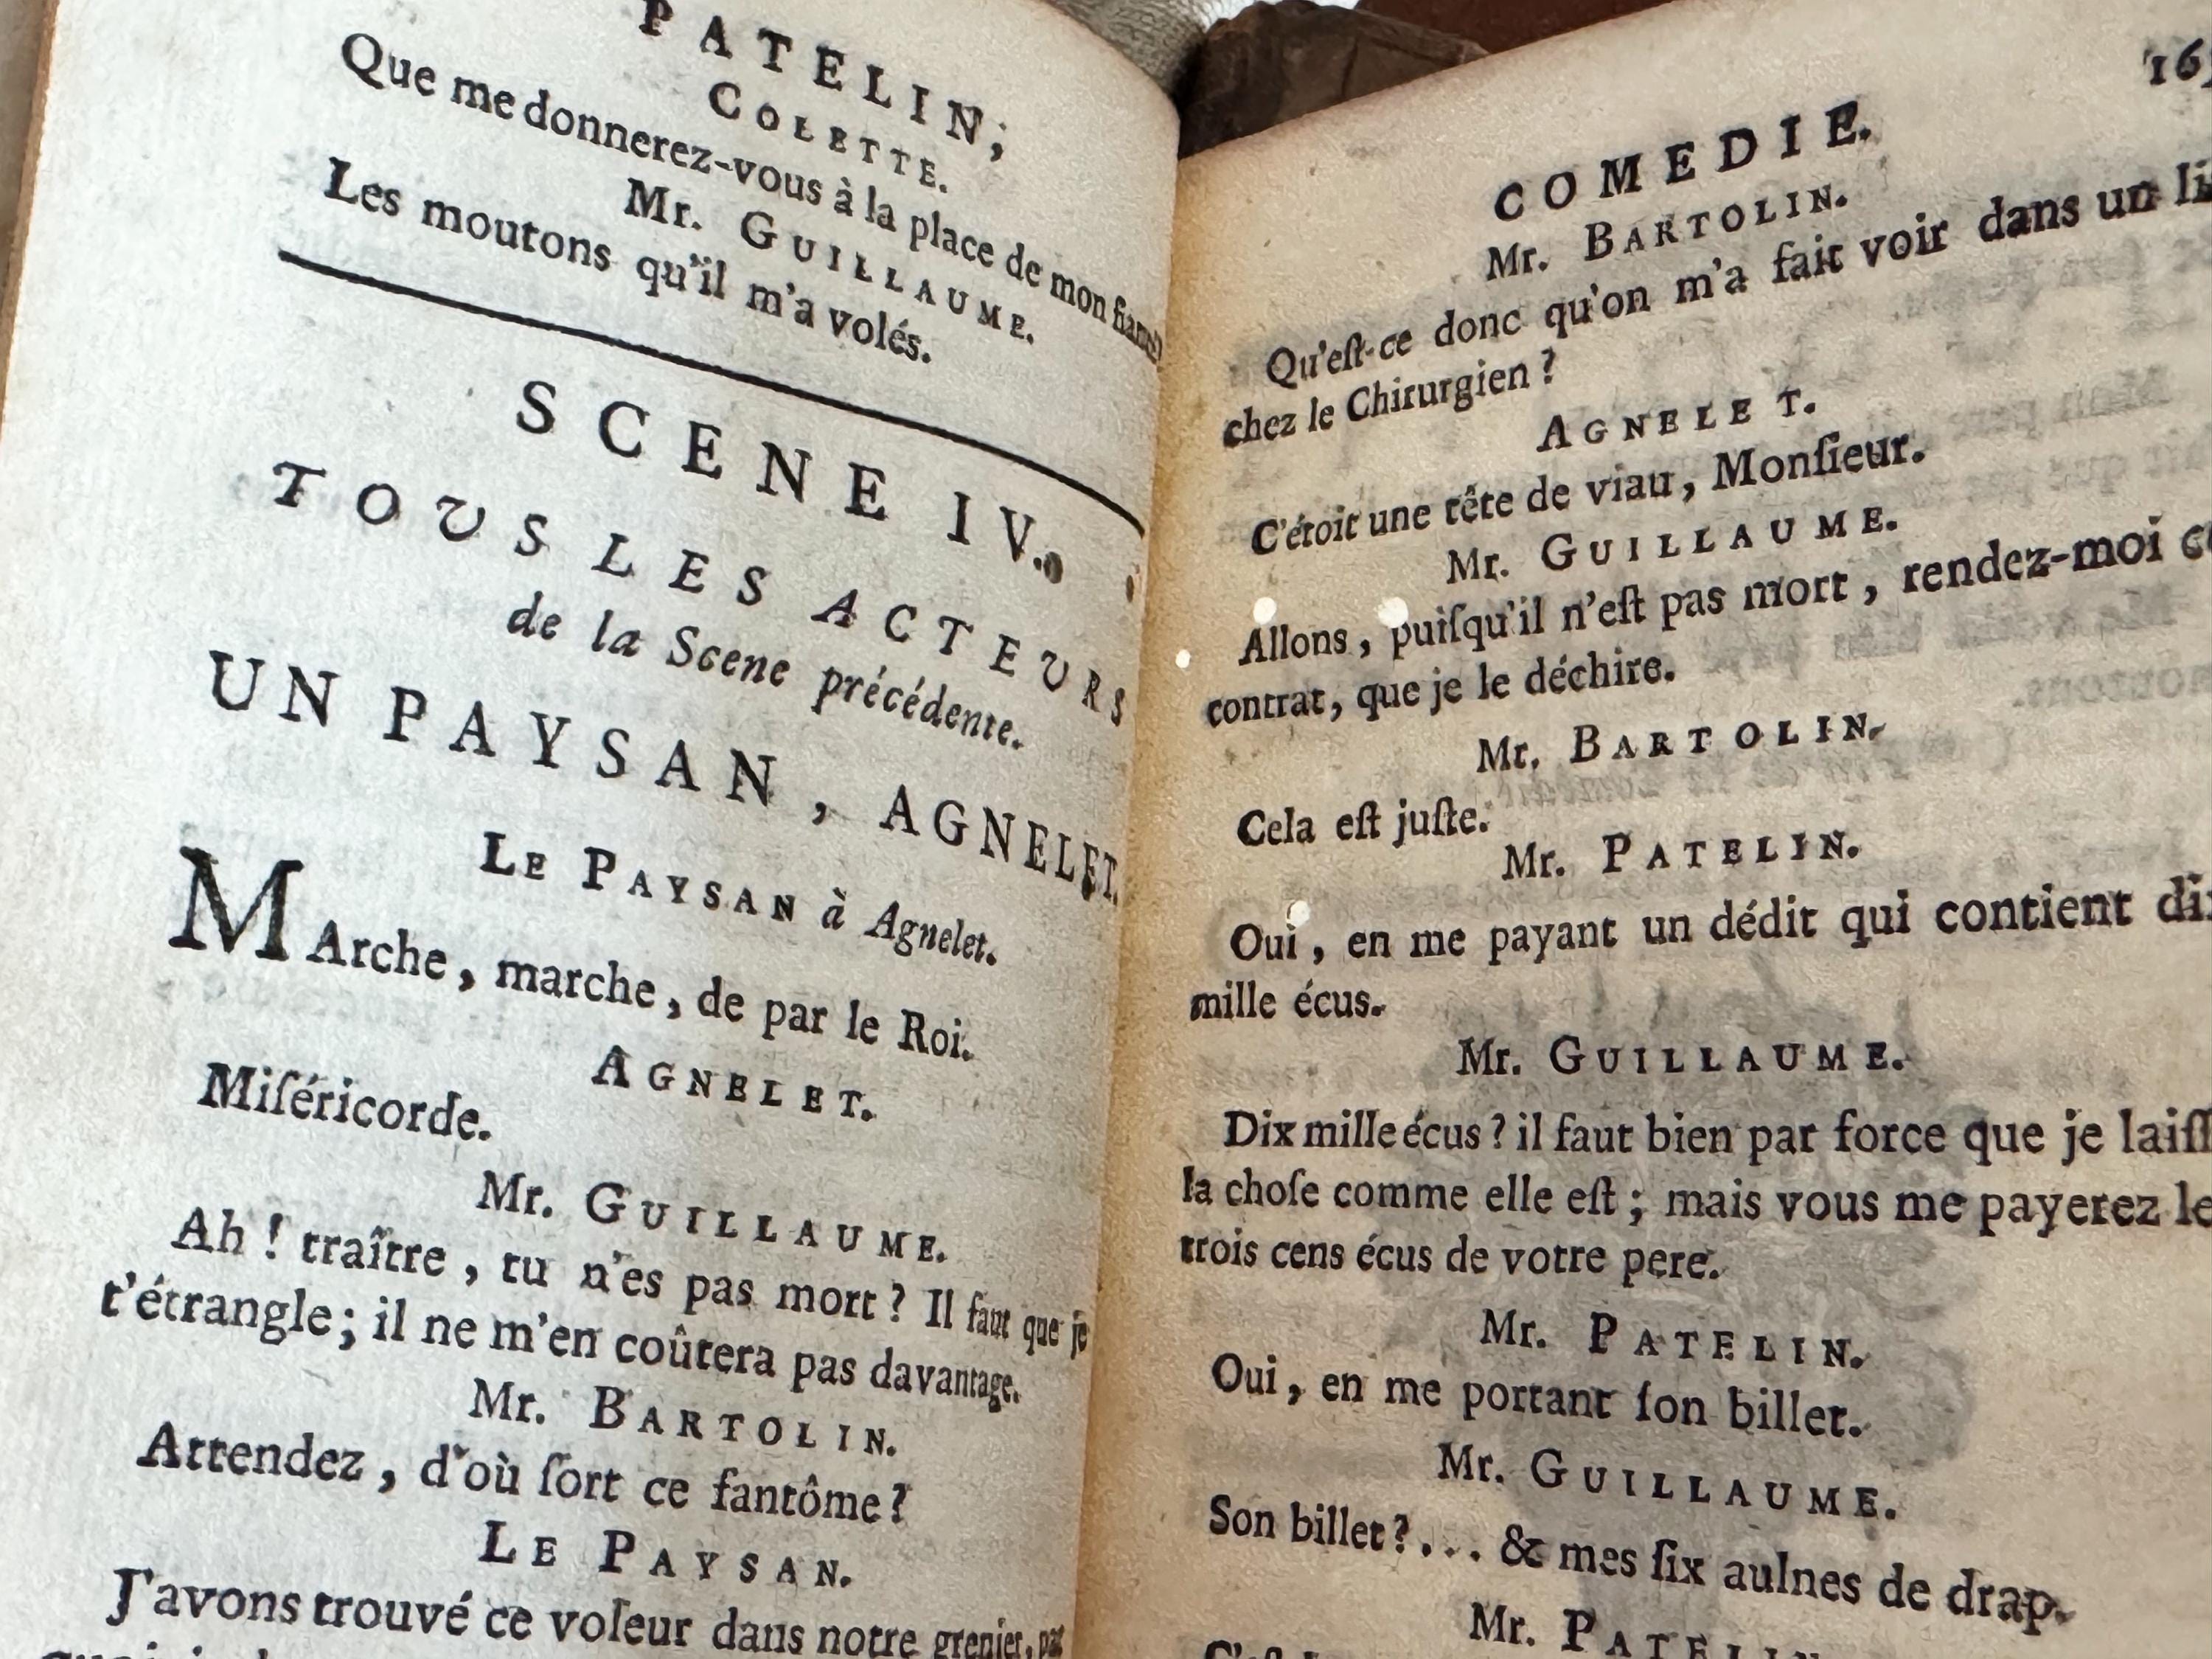 PATELIN,
COLETTE.
Que me donnerez-vous à la place de mon fiancé?
Mr. GUILLAUME.
Les moutons qu'il m'a volés.
SCENE IV.
TOUS LES ACTEURS
de la Scene précédente.
UN PAYSAN, AGNELET.
LE PAYSAN à Agnelet.
MArche, marche, de par le Roi.
AGNELET.
Miſéricorde.
Mr. GUILLAUME.
Ah ! traître, tu n'es pas mort ? Il faut que je
t'étrangle; il ne m'en coûtera pas davantage.
Mr. BARTOLIN.
Attendez, d'où ſort ce fantôme?
LE PAYSAN.
J'avons trouvé ce voleur dans notre grenier, par
COMEDIE. 16
Mr. BARTOLIN.
Qu'eſt-ce donc qu'on m'a fait voir dans un li
chez le Chirurgien ?
AGNELET.
C'étoit une tête de viau, Monſieur.
Mr. GUILLAUME.
Allons, puiſqu'il n'eſt pas mort, rendez-moi c
contrat, que je le déchire.
Mr. BARTOLIN.
Cela eſt juſte.
Mr. PATELIN.
Oui, en me payant un dédit qui contient di
mille écus.
Mr. GUILLAUME.
Dix mille écus ? il faut bien par force que je laiſſ
la choſe comme elle eſt ; mais vous me payerez le
trois cens écus de votre pere.
Mr. PATELIN.
Oui, en me portant ſon billet.
Mr. GUILLAUME.
Son billet ?... & mes ſix aulnes de drap.
Mr. PATELIN